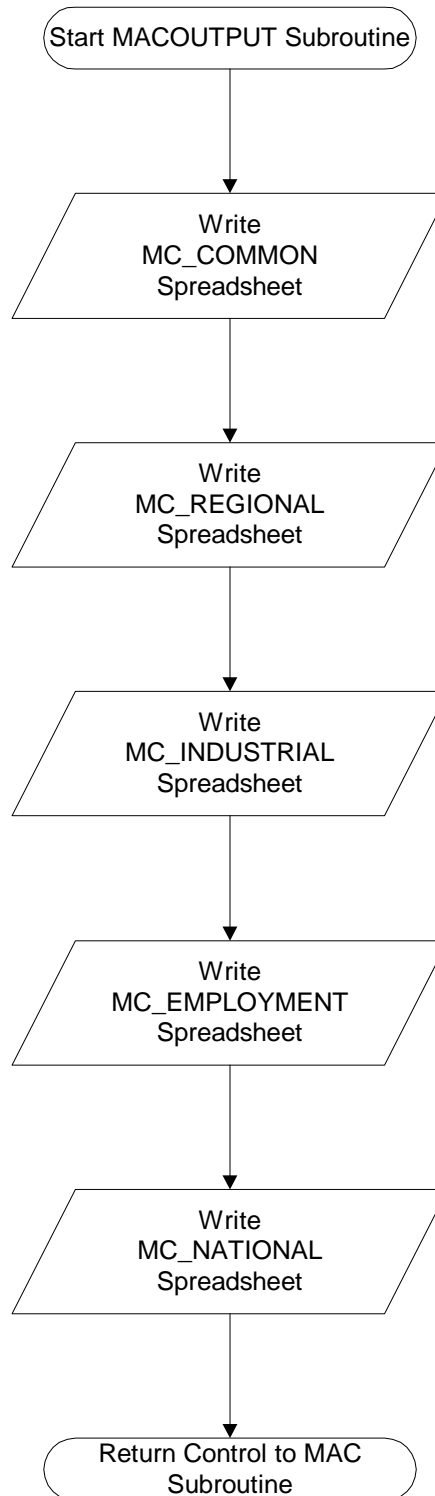 Start MACOUTPUT Subroutine
Write
MC_COMMON
Spreadsheet
Write
MC_REGIONAL
Spreadsheet
Write
MC_INDUSTRIAL
Spreadsheet
Write
MC_EMPLOYMENT
Spreadsheet
Write
MC_NATIONAL
Spreadsheet
Return Control to MAC
Subroutine